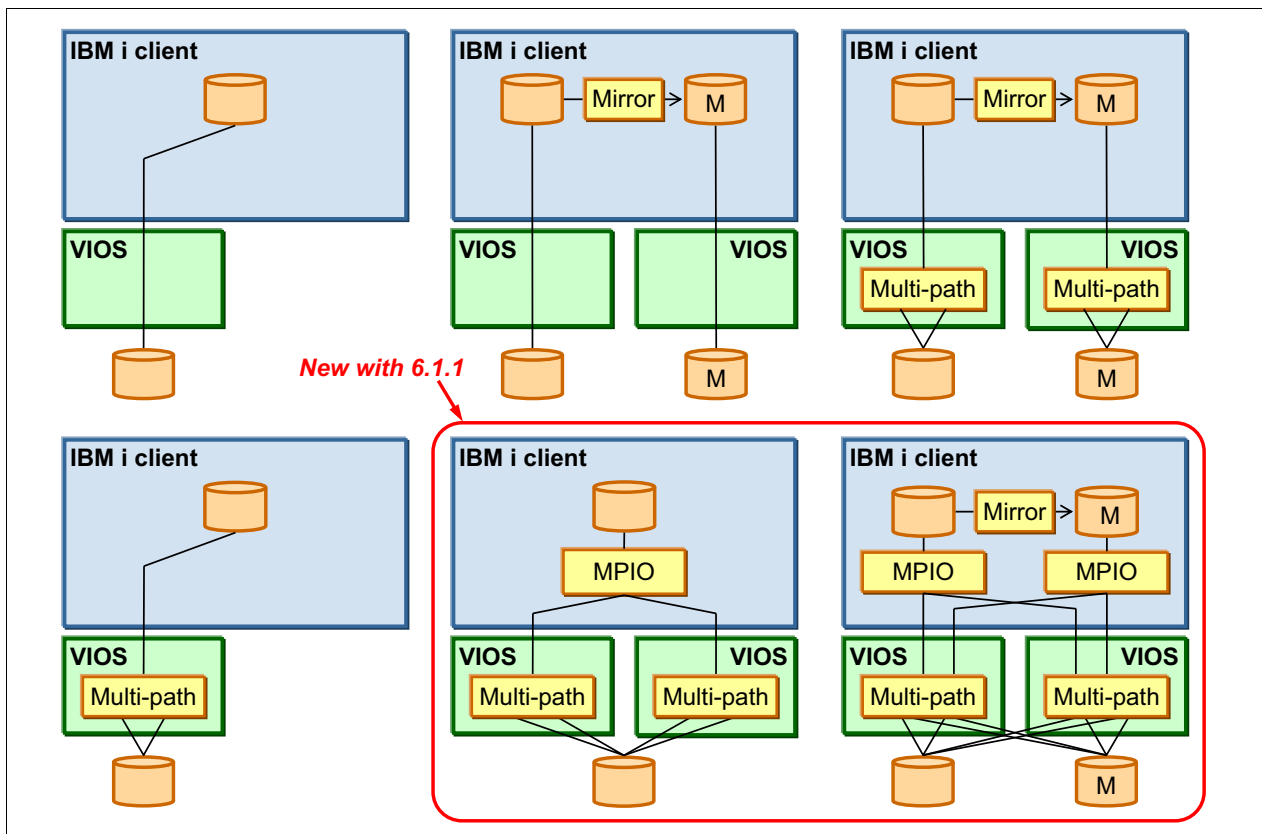 IBM i client
IBM i client
IBM i client
Mirror
M
Mirror
M
VIOS
VIOS
VIOS
VIOS
VIOS
Multi-path
Multi-path
M
M
New with 6.1.1
IBM i client
IBM i client
IBM i client
Mirror
M
MPIO
MPIO
MPIO
VIOS
VIOS
VIOS
VIOS
VIOS
Multi-path
Multi-path
Multi-path
Multi-path
Multi-path
M